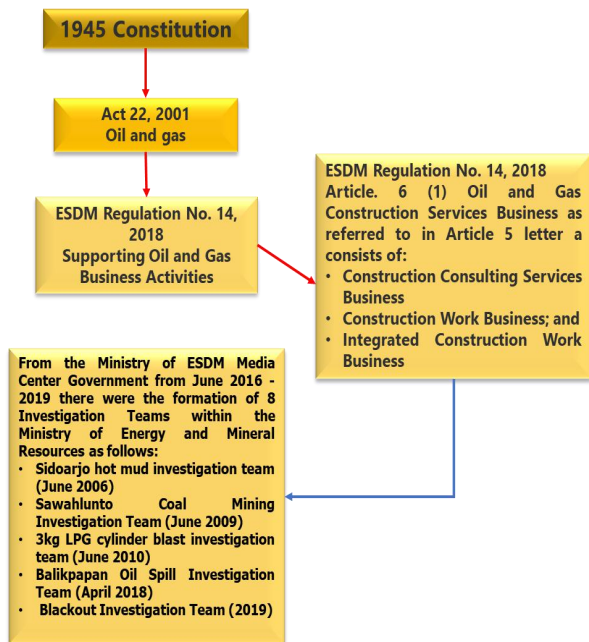 1945 Constitution
Act 22, 2001
Oil and gas
ESDM Regulation No. 14,
2018
Supporting Oil and Gas
Business Activities
ESDM Regulation No. 14, 2018
Article. 6 (1) Oil and Gas
Construction Services Business as
referred to in Article 5 letter a
consists of:
• Construction Consulting Services
Business
• Construction Work Business; and
• Integrated Construction Work
Business
From the Ministry of ESDM Media
Center Government from June 2016 -
2019 there were the formation of 8
Investigation Teams within the
Ministry of Energy and Mineral
Resources as follows:
• Sidoarjo hot mud investigation team
(June 2006)
• Sawahlunto Coal Mining
Investigation Team (June 2009)
• 3kg LPG cylinder blast investigation
team (June 2010)
• Balikpapan Oil Spill Investigation
Team (April 2018)
• Blackout Investigation Team (2019)